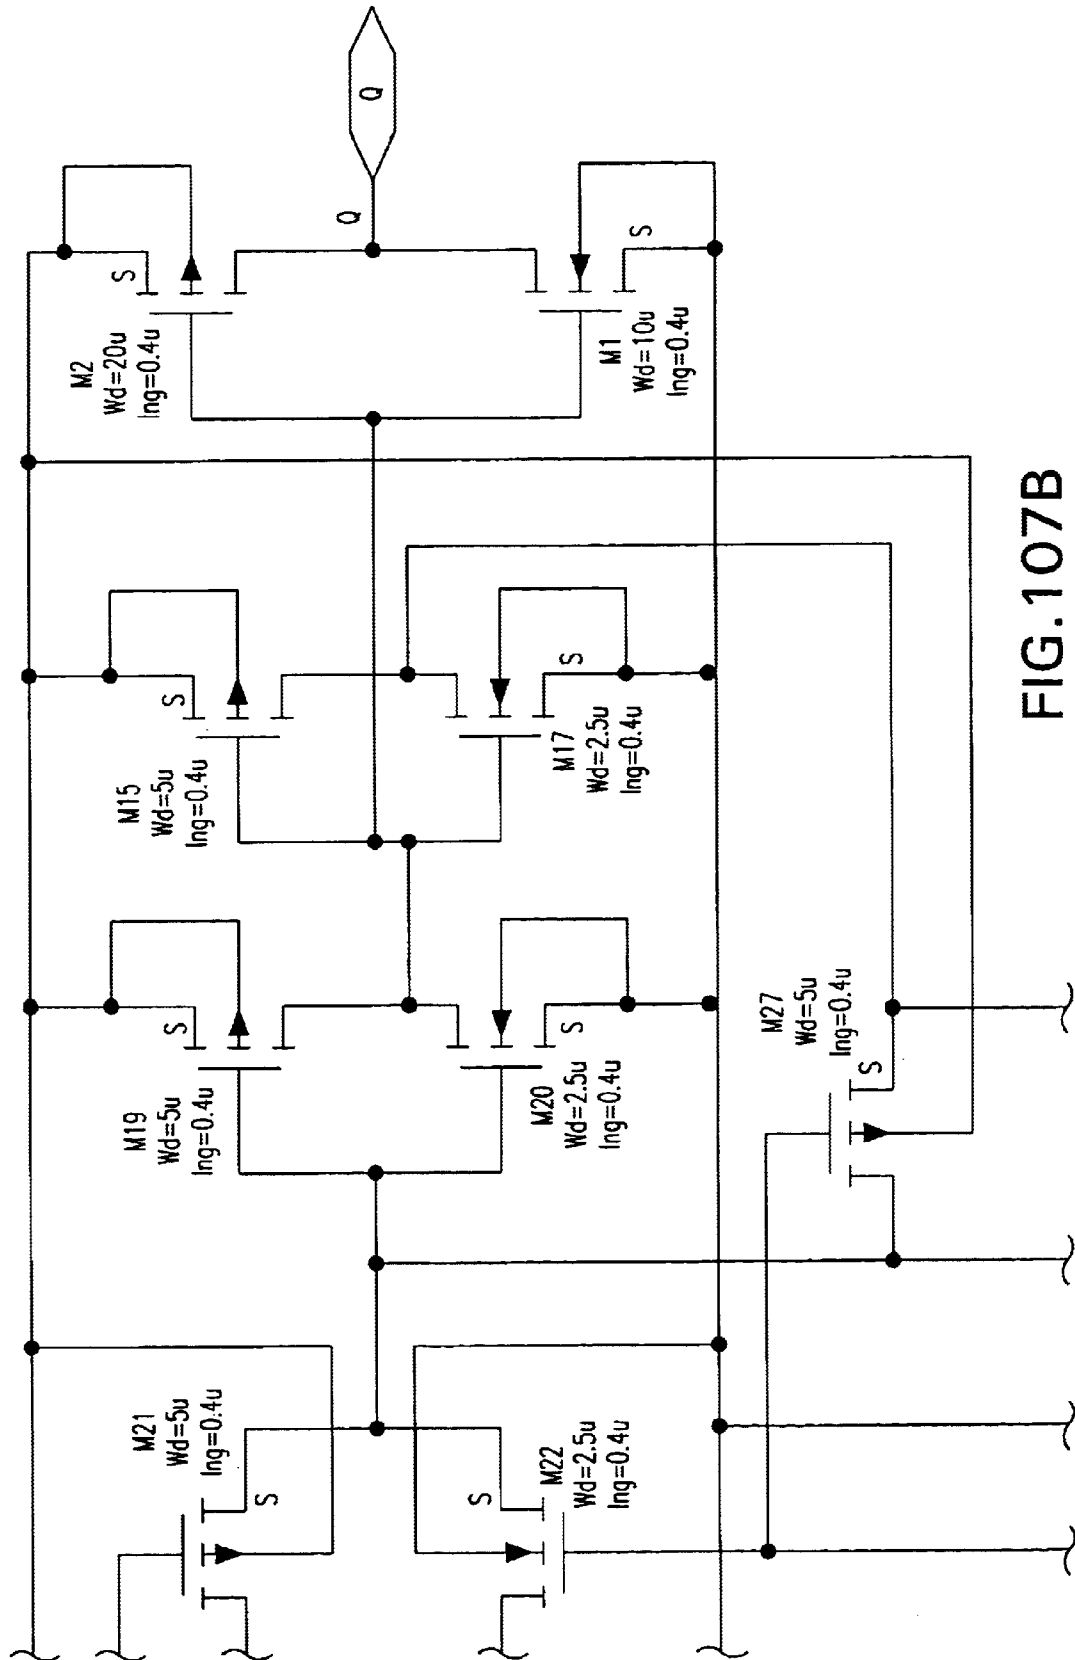 Q
Q
S
M2
Wd=20u
lng=0.4u
S
M1
Wd=10u
lng=0.4u
S
M15
Wd=5u
lng=0.4u
S
M17
Wd=2.5u
lng=0.4u
S
M19
Wd=5u
lng=0.4u
S
M20
Wd=2.5u
lng=0.4u
M27
Wd=5u
lng=0.4u
S
M21
Wd=5u
lng=0.4u
S
S
M22
Wd=2.5u
lng=0.4u
FIG.107B